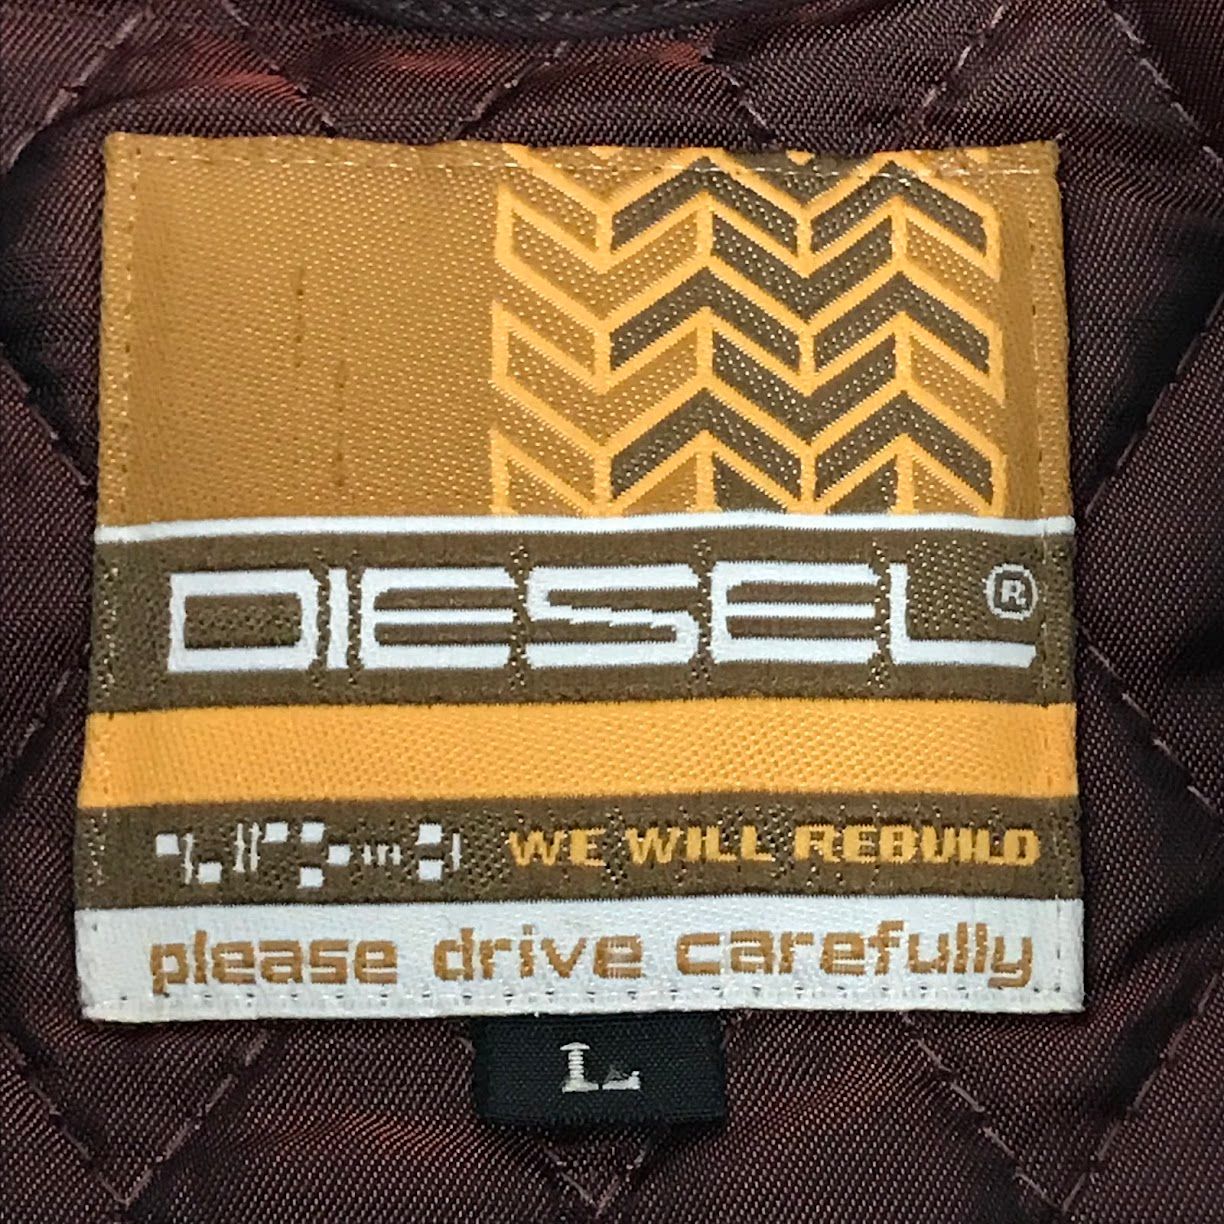 DIESEL®
WE WILL REBUILD
please drive carefully
L